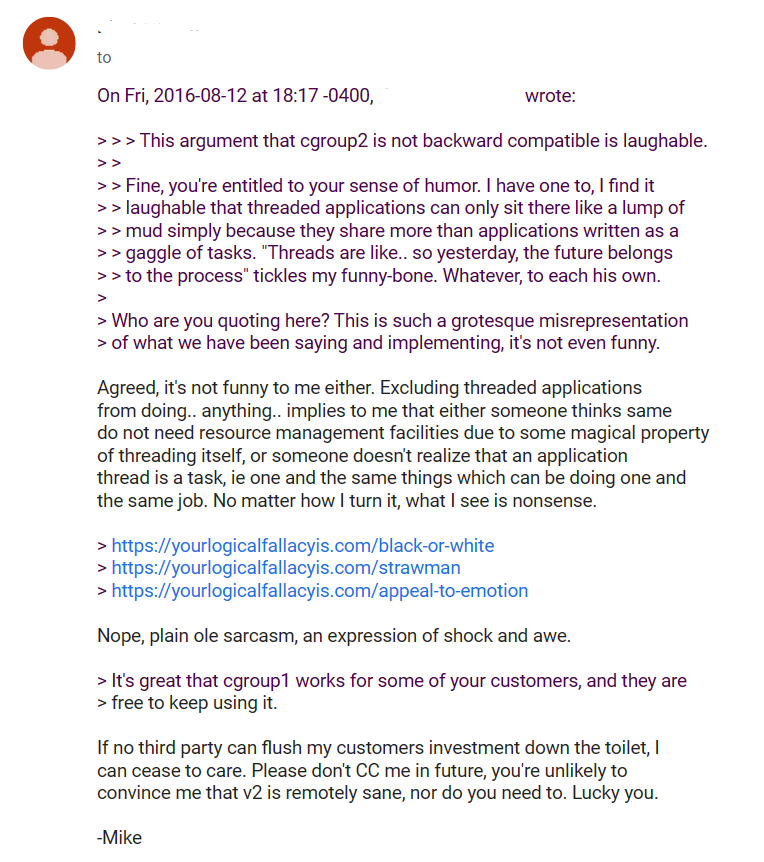 to
On Fri, 2016-08-12 at 18:17 -0400, wrote:
> > > This argument that cgroup2 is not backward compatible is laughable.
> >
> > Fine, you're entitled to your sense of humor. I have one to, I find it
> > laughable that threaded applications can only sit there like a lump of
> > mud simply because they share more than applications written as a
> > gaggle of tasks. "Threads are like.. so yesterday, the future belongs
> > to the process" tickles my funny-bone. Whatever, to each his own.
>
> Who are you quoting here? This is such a grotesque misrepresentation
> of what we have been saying and implementing, it's not even funny.
Agreed, it's not funny to me either. Excluding threaded applications
from doing.. anything.. implies to me that either someone thinks same
do not need resource management facilities due to some magical property
of threading itself, or someone doesn't realize that an application
thread is a task, ie one and the same things which can be doing one and
the same job. No matter how I turn it, what I see is nonsense.
> https://yourlogicalfallacyis.com/black-or-white
> https://yourlogicalfallacyis.com/strawman
> https://yourlogicalfallacyis.com/appeal-to-emotion
Nope, plain ole sarcasm, an expression of shock and awe.
> It's great that cgroup1 works for some of your customers, and they are
> free to keep using it.
If no third party can flush my customers investment down the toilet, I
can cease to care. Please don't CC me in future, you're unlikely to
convince me that v2 is remotely sane, nor do you need to. Lucky you.
-Mike